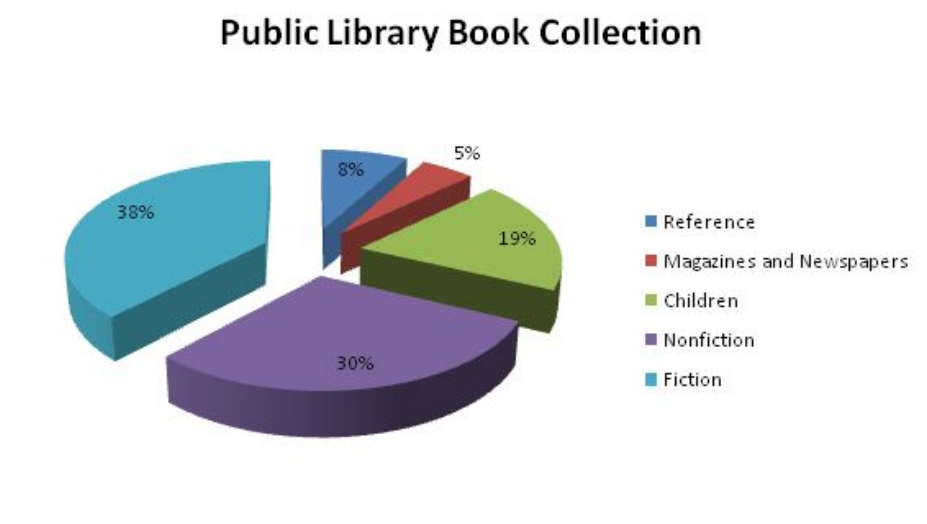 Public Library Book Collection
8%
5%
38%
19%
30%
Reference
Magazines and Newspapers
Children
Nonfiction
Fiction